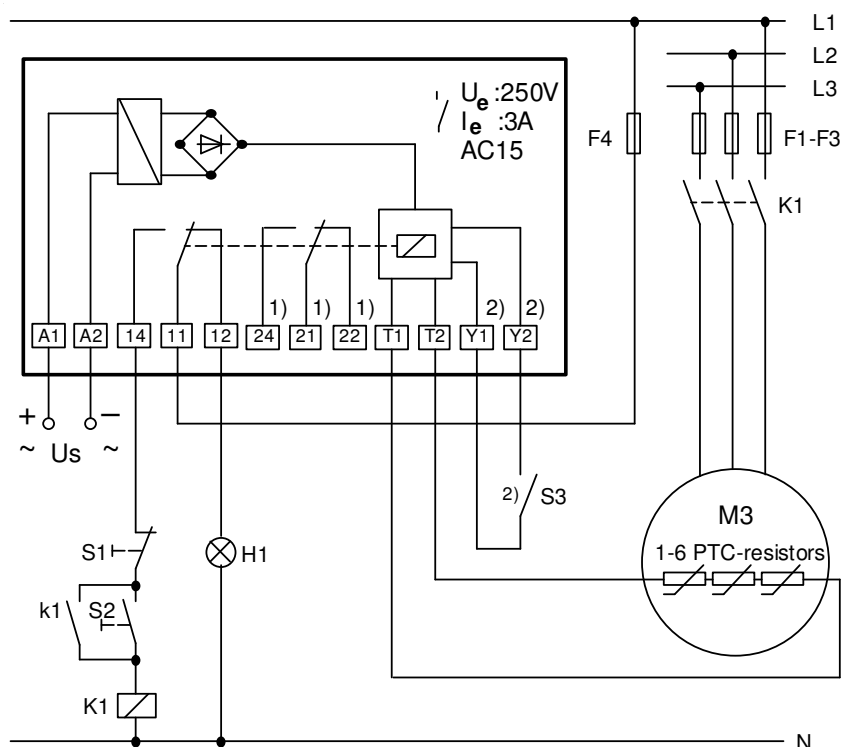 L1
L2
L3
Ue :250V
Ie :3A
AC15
F4
F1-F3
K1
1) 1) 1) 2) 2)
A1 A2 14 11 12 24 21 22 T1 T2 Y1 Y2
+ –
~ Us ~
2) S3
M3
1-6 PTC-resistors
S1
H1
k1 S2
K1
N